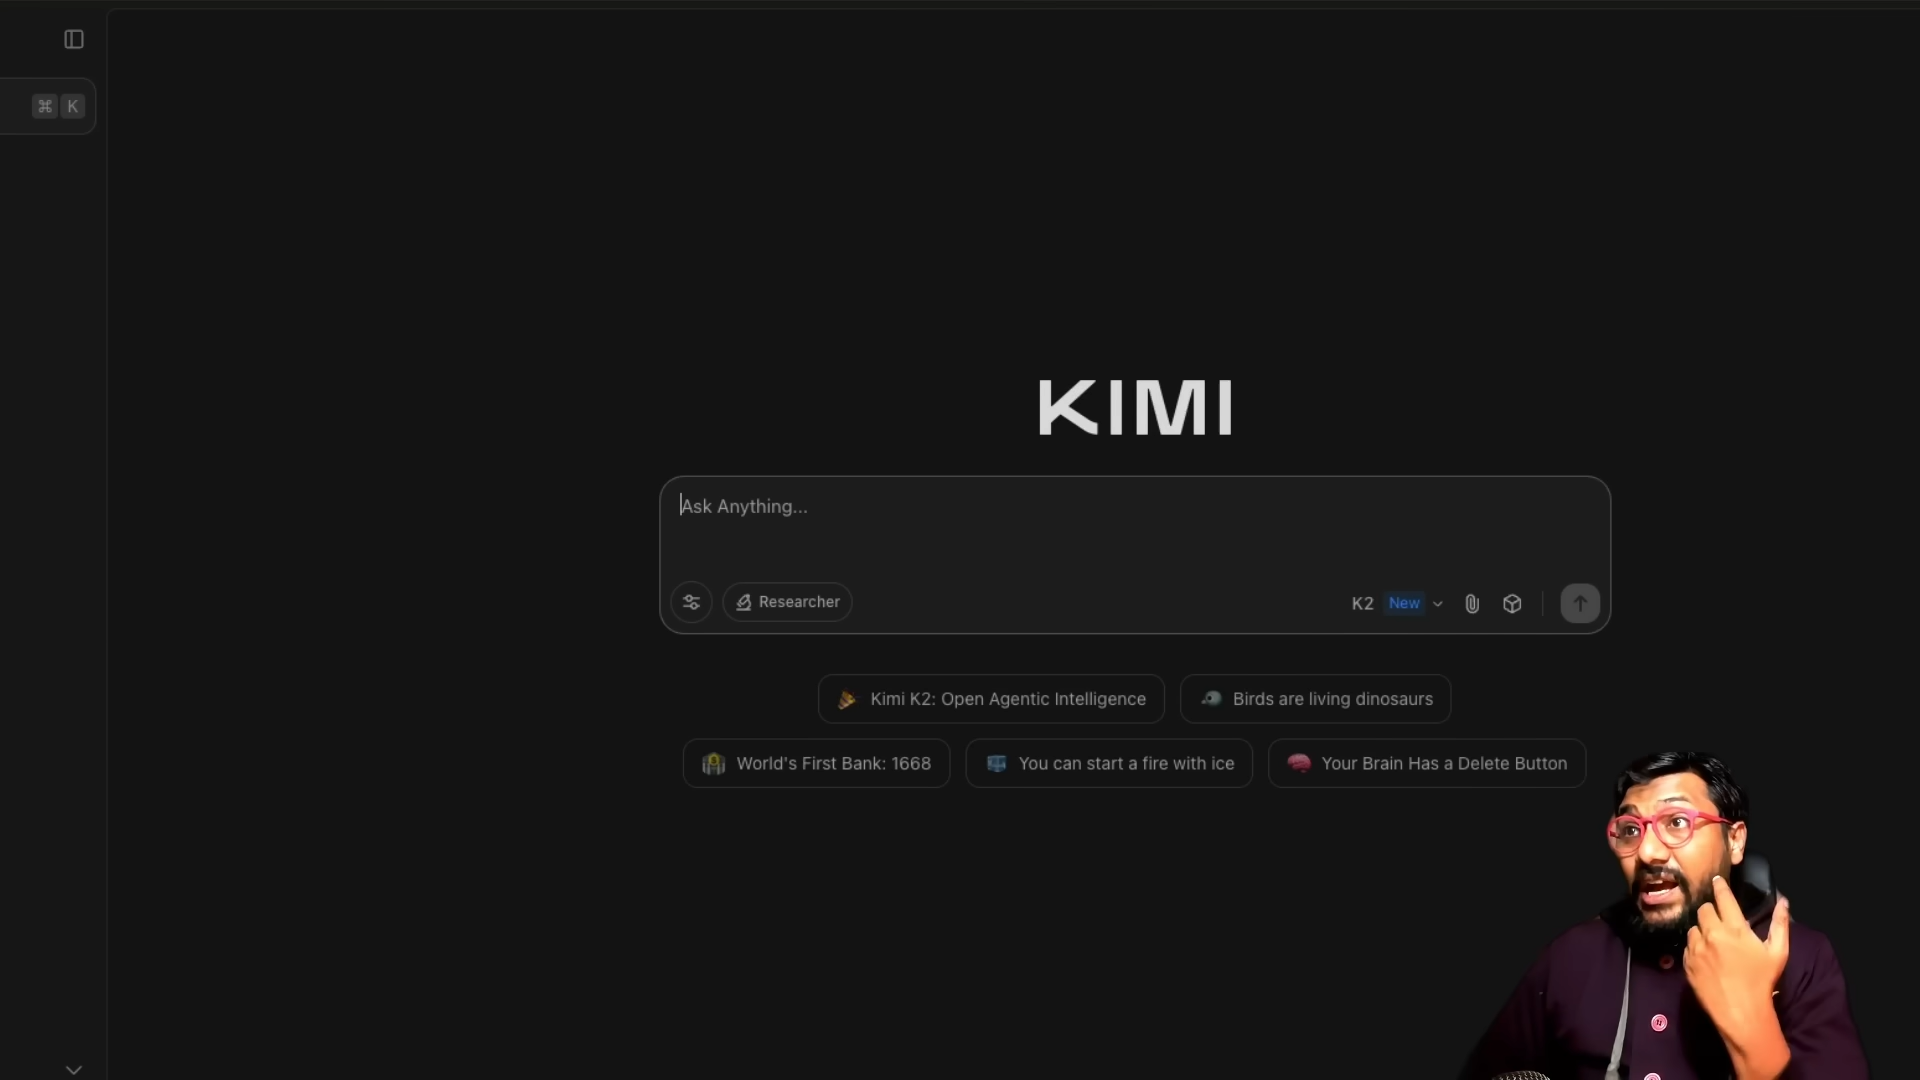 ⌘ K
KIMI
Ask Anything...
Researcher
K2 New
Kimi K2: Open Agentic Intelligence
Birds are living dinosaurs
World's First Bank: 1668
You can start a fire with ice
Your Brain Has a Delete Button